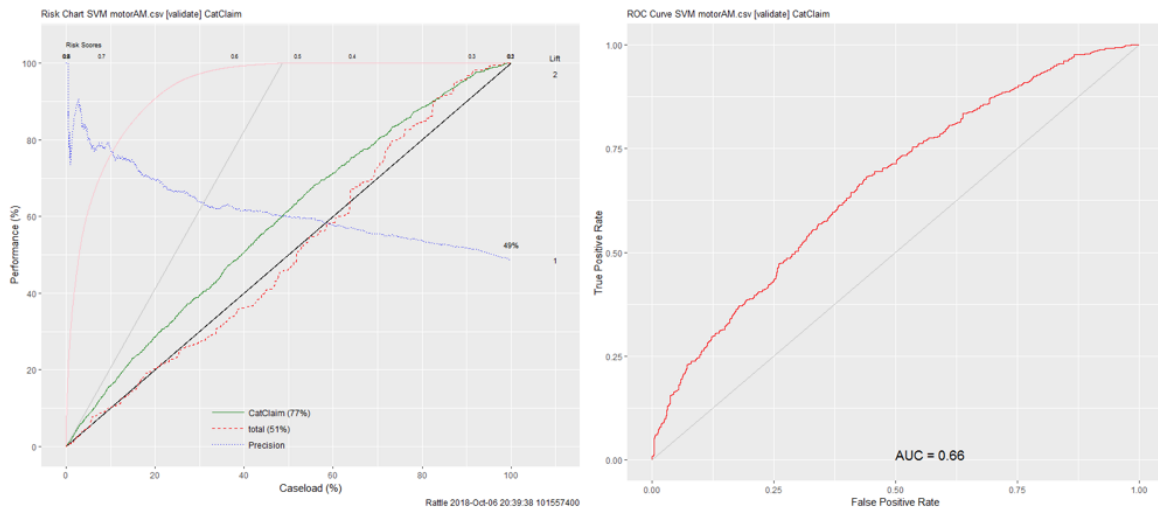 Risk Chart SVM motorAM.csv [validate] CatClaim
Risk Scores
0.7 0.6 0.5 0.4 0.3
Lift
100
2
80
60
49%
1
40
20
0
CatClaim (77%)
total (51%)
Precision
0 20 40 60 80 100
Performance (%)
Caseload (%)
Rattle 2018-Oct-06 20:39:38 101557400
ROC Curve SVM motorAM.csv [validate] CatClaim
1.00
0.75
0.50
0.25
0.00
AUC = 0.66
0.00 0.25 0.50 0.75 1.00
True Positive Rate
False Positive Rate